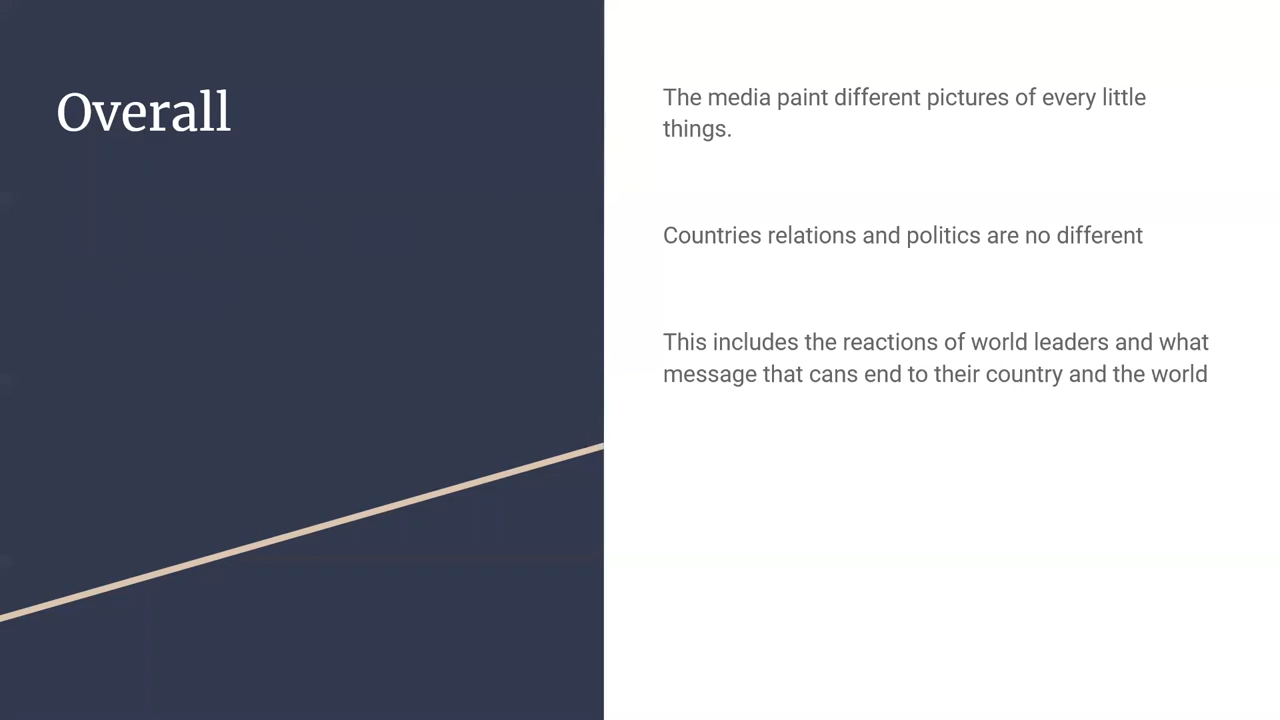 Overall
The media paint different pictures of every little
things.
Countries relations and politics are no different
This includes the reactions of world leaders and what
message that cans end to their country and the world